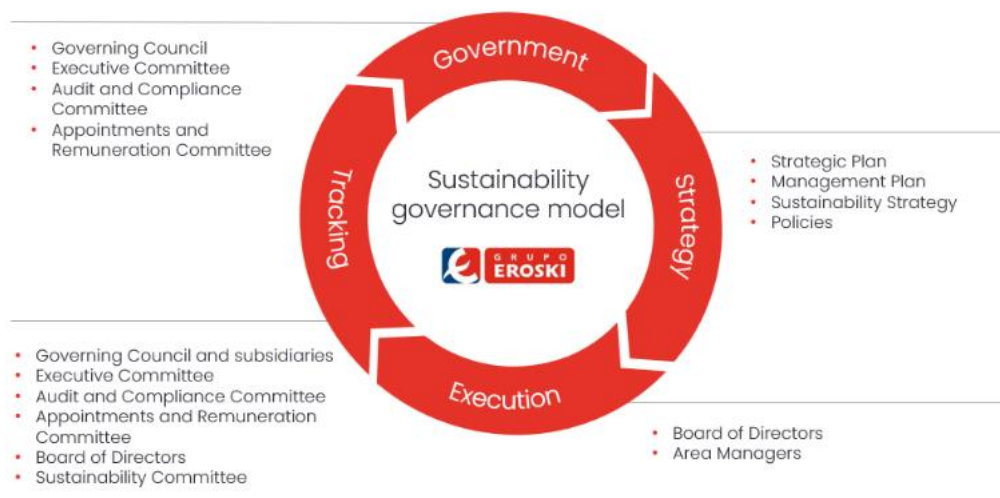 Government
• Governing Council
• Executive Committee
• Audit and Compliance
Committee
• Appointments and
Remuneration Committee
Strategy
• Strategic Plan
• Management Plan
• Sustainability Strategy
• Policies
Sustainability
governance model
GRUPO
EROSKI
Tracking
• Governing Council and subsidiaries
• Executive Committee
• Audit and Compliance Committee
• Appointments and Remuneration
Committee
• Board of Directors
• Sustainability Committee
Execution
• Board of Directors
• Area Managers